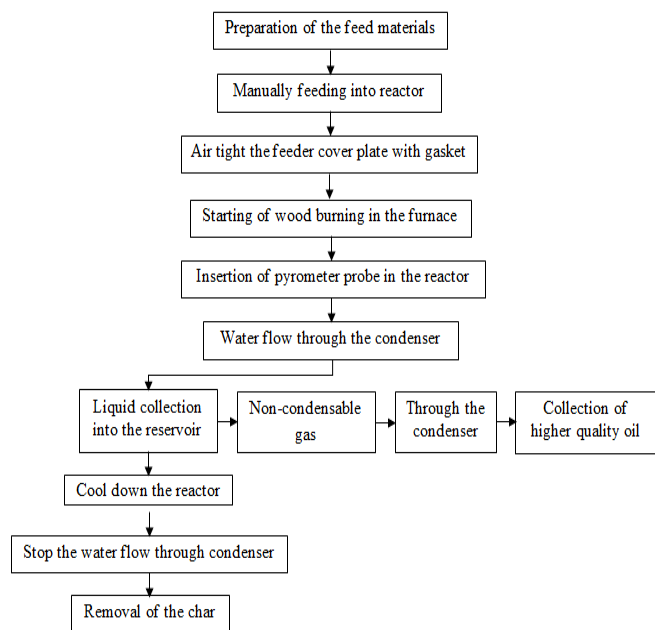 Preparation of the feed materials
Manually feeding into reactor
Air tight the feeder cover plate with gasket
Starting of wood burning in the furnace
Insertion of pyrometer probe in the reactor
Water flow through the condenser
Liquid collection
into the reservoir
Non-condensable
gas
Through the
condenser
Collection of
higher quality oil
Cool down the reactor
Stop the water flow through condenser
Removal of the char